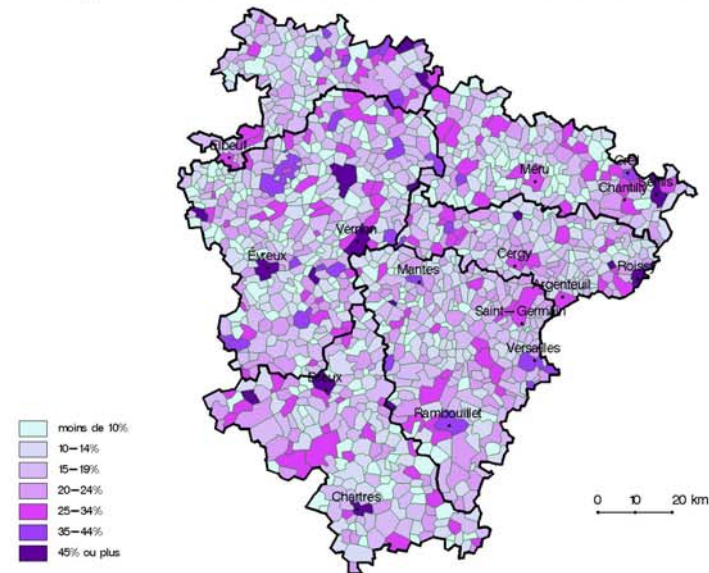 Elbeuf
Méru
Creil
Senlis
Chantilly
Vernon
Évreux
Cergy
Mantes
Roissy
Argenteuil
Saint-Germain
Versailles
Dreux
Rambouillet
Chartres
moins de 10%
10-14%
15-19%
20-24%
25-34%
35-44%
45% ou plus
0 10 20 km